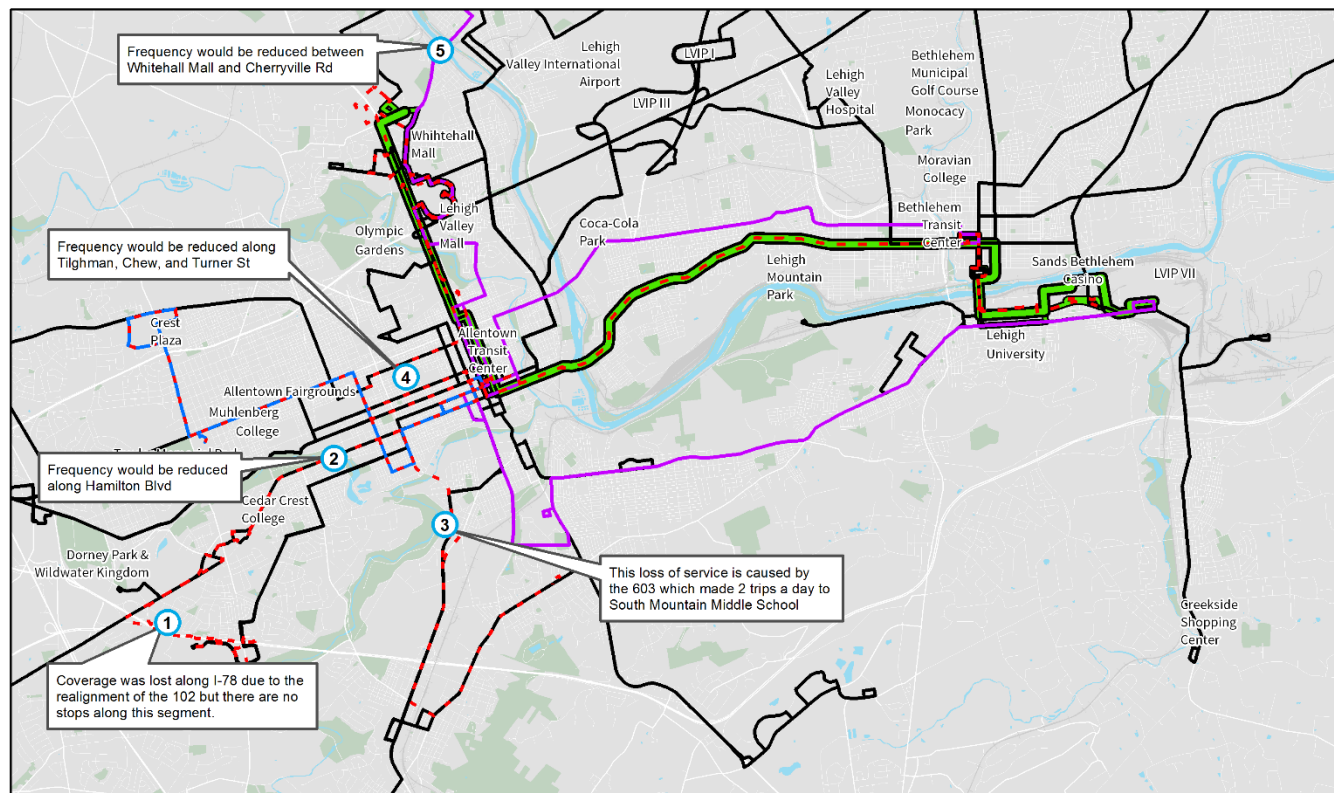 Frequency would be reduced between
Whitehall Mall and Cherryville Rd
5
Lehigh
Valley International
Airport
LVIP I
LVIP III
Lehigh
Valley
Hospital
Bethlehem
Municipal
Golf Course
Monocacy
Park
Whihtehall
Mall
Moravian
College
Lehigh
Valley
Mall
Olympic
Gardens
Coca-Cola
Park
Bethlehem
Transit
Center
Frequency would be reduced along
Tilghman, Chew, and Turner St
Lehigh
Mountain
Park
Sands Bethlehem
Casino
LVIP VII
Crest
Plaza
Allentown
Transit
Center
Lehigh
University
4
Allentown Fairgrounds
Muhlenberg
College
Frequency would be reduced
along Hamilton Blvd
2
Cedar Crest
College
3
Dorney Park &
Wildwater Kingdom
This loss of service is caused by
the 603 which made 2 trips a day to
South Mountain Middle School
1
Creekside
Shopping
Center
Coverage was lost along I-78 due to the
realignment of the 102 but there are no
stops along this segment.